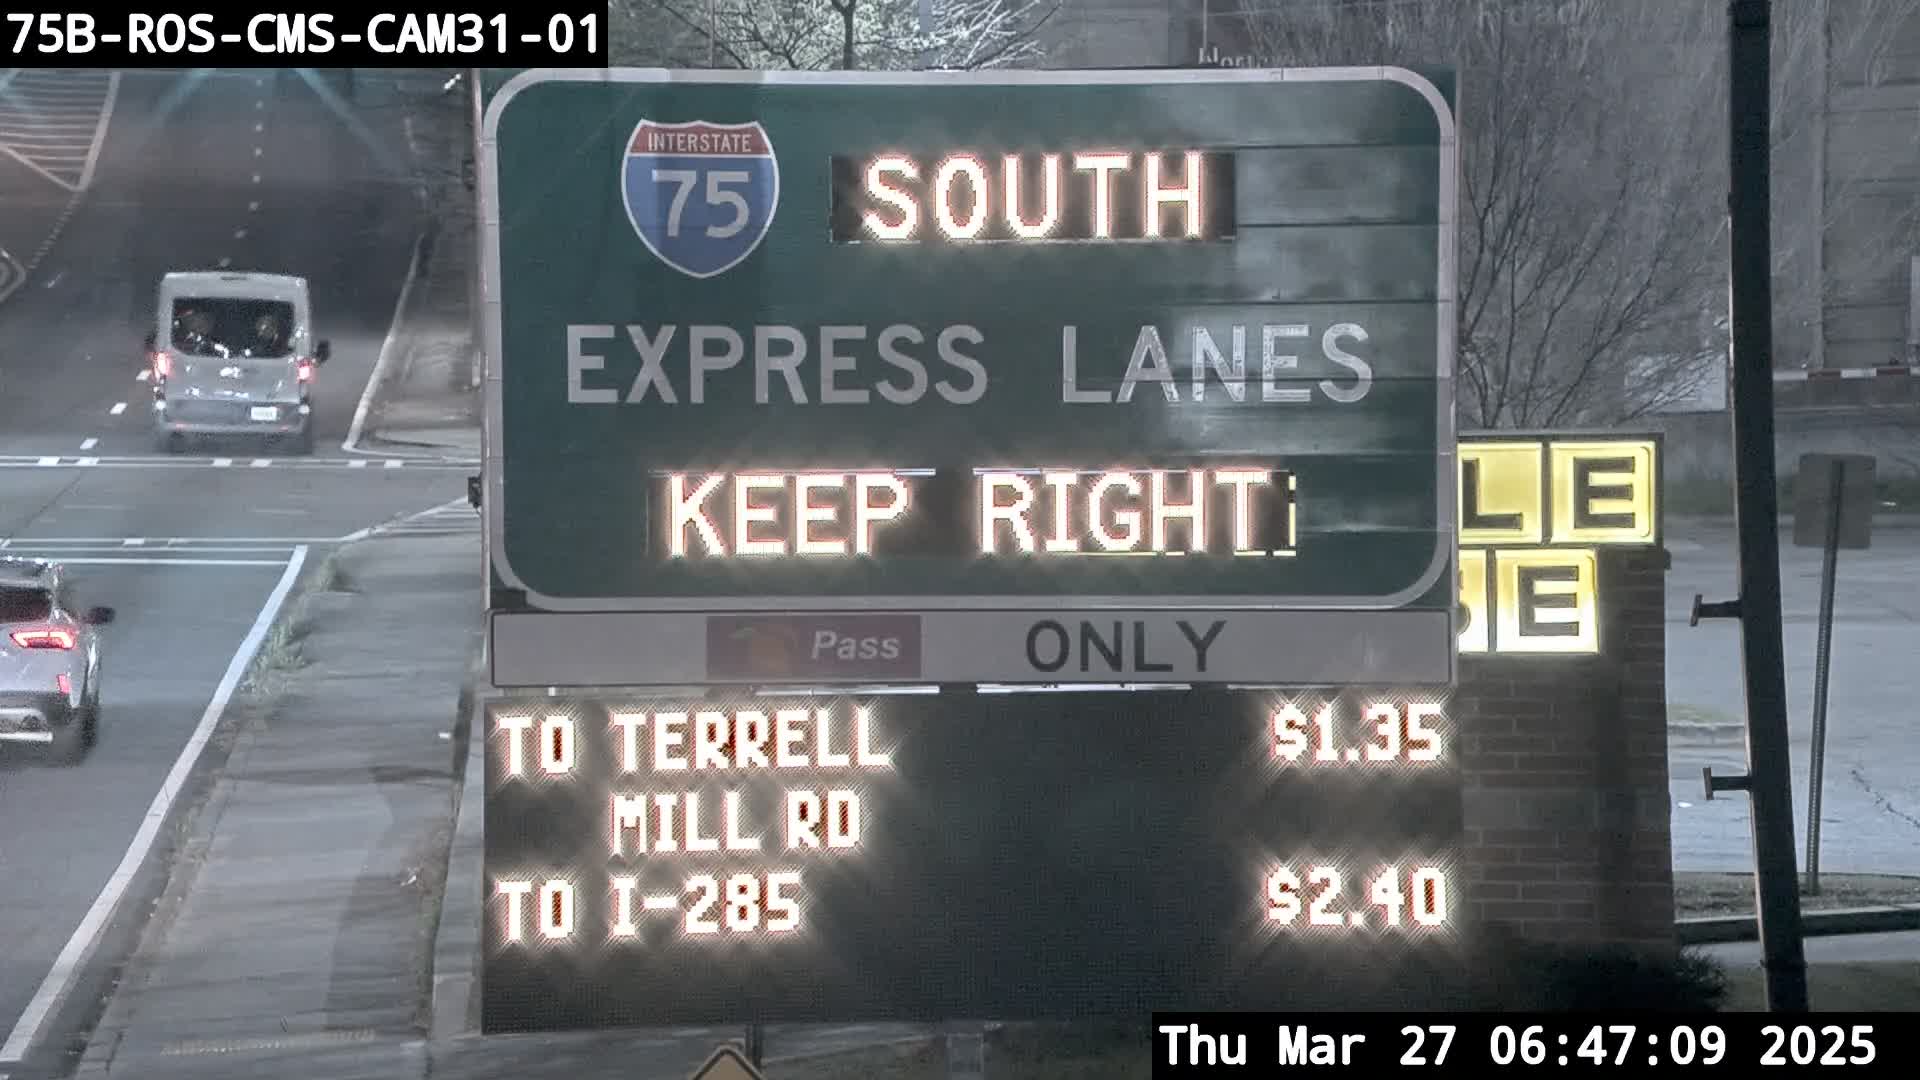 75B-ROS-CMS-CAM31-01
INTERSTATE
75
SOUTH
EXPRESS LANES
KEEP RIGHT
LE
E
Pass ONLY
TO TERRELL $1.35
MILL RD
TO I-285 $2.40
Thu Mar 27 06:47:09 2025